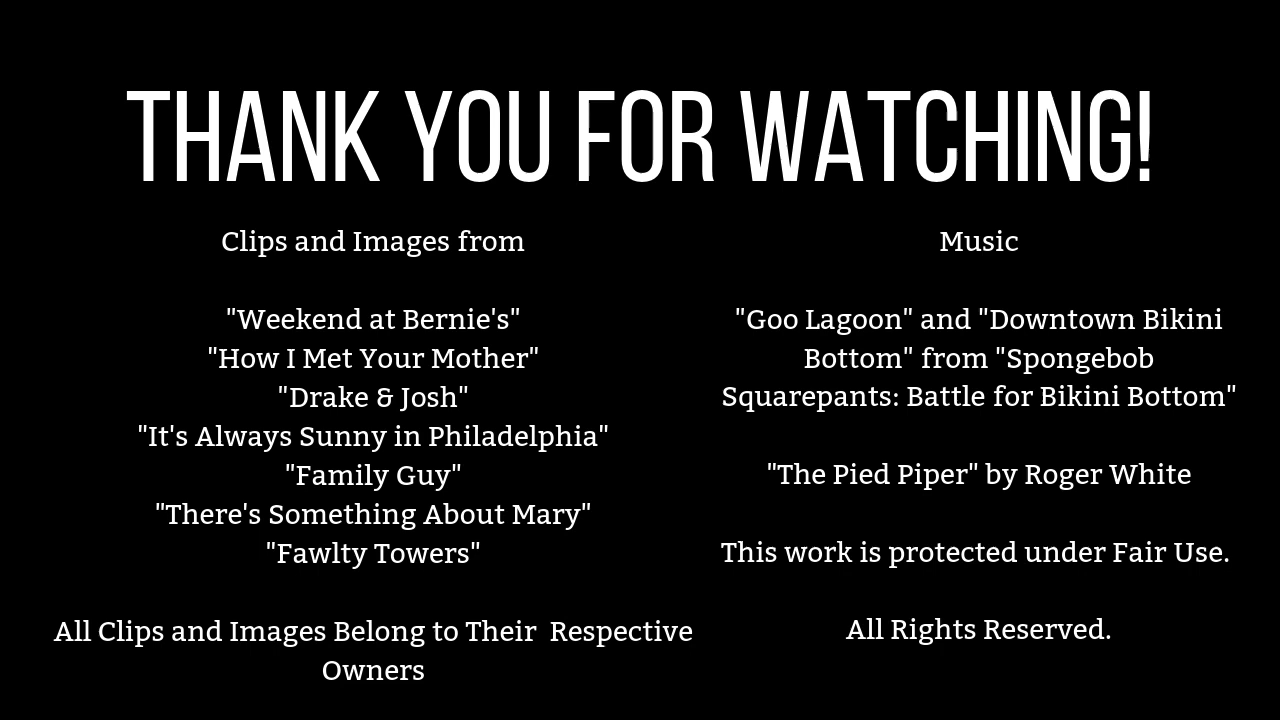 THANK YOU FOR WATCHING!
Clips and Images from
"Weekend at Bernie's"
"How I Met Your Mother"
"Drake & Josh"
"It's Always Sunny in Philadelphia"
"Family Guy"
"There's Something About Mary"
"Fawlty Towers"
All Clips and Images Belong to Their  Respective
Owners
Music
"Goo Lagoon" and "Downtown Bikini
Bottom" from "Spongebob
Squarepants: Battle for Bikini Bottom"
"The Pied Piper" by Roger White
This work is protected under Fair Use.
All Rights Reserved.